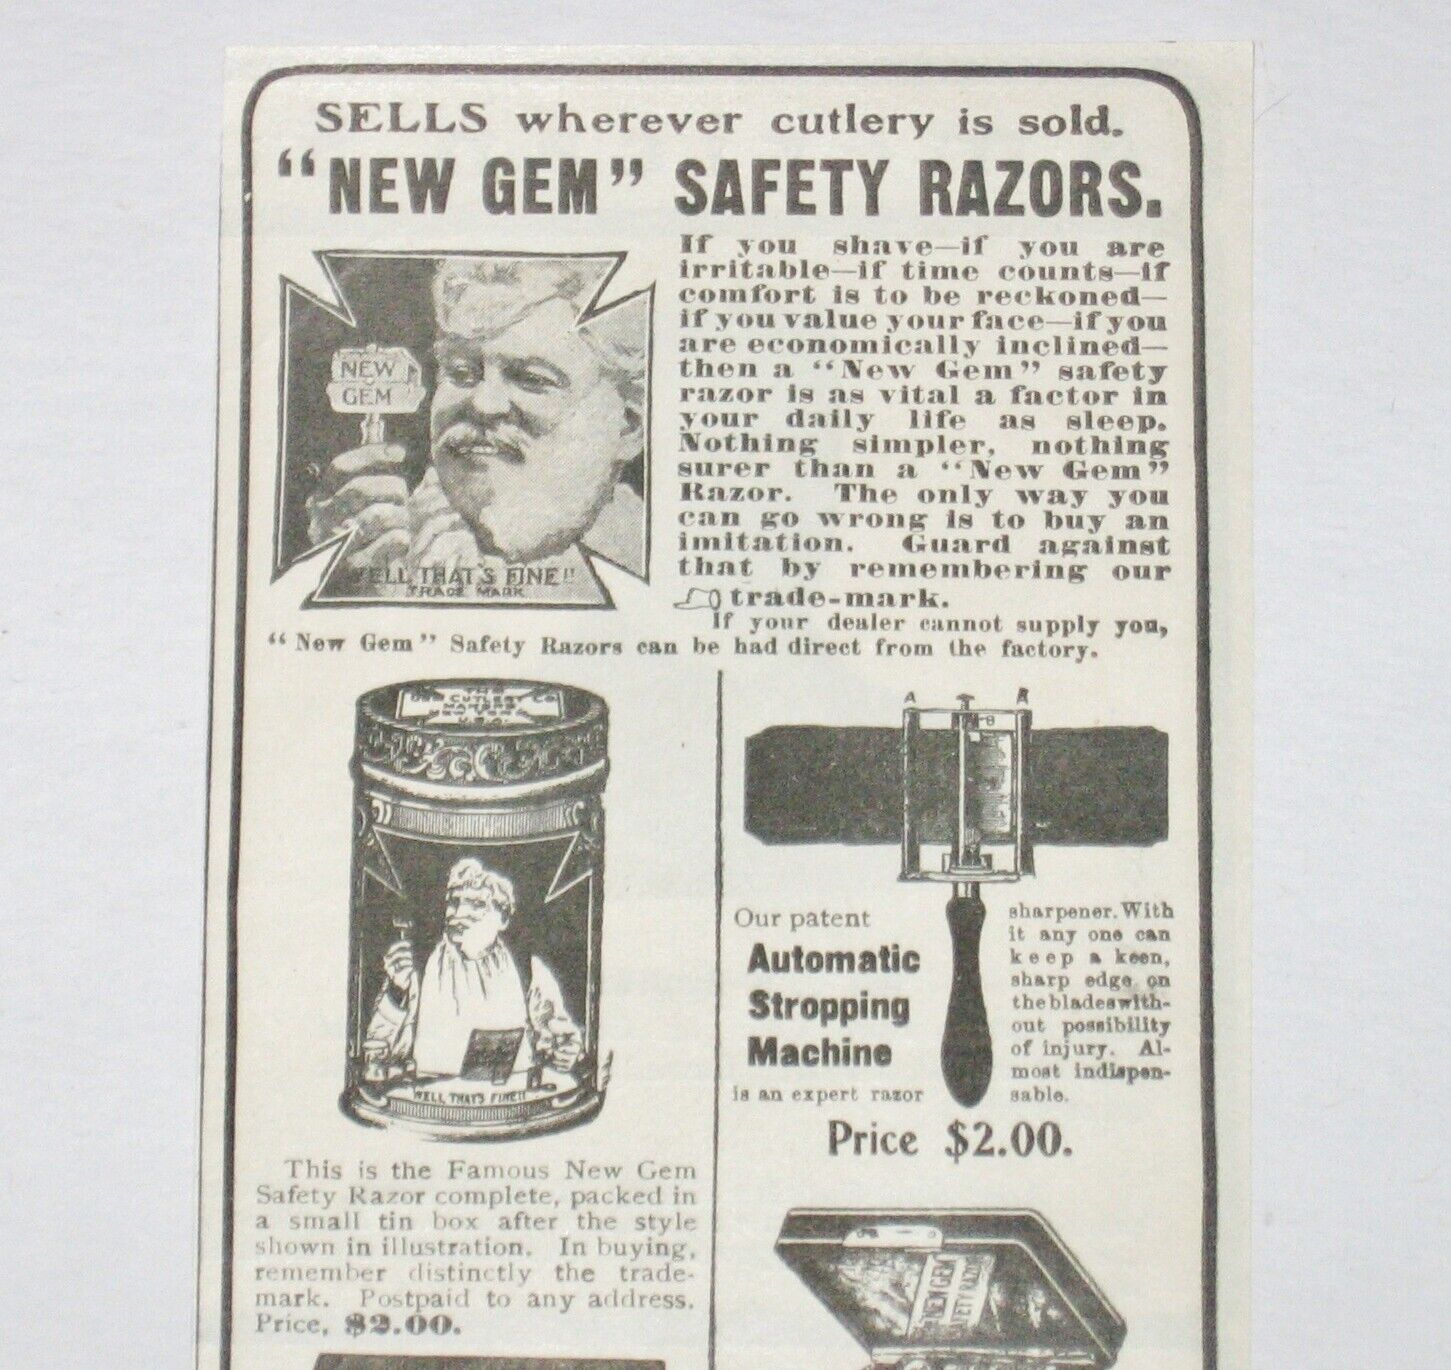 SELLS wherever cutlery is sold.
"NEW GEM" SAFETY RAZORS.
If you shave—if you are
irritable—if time counts—if
comfort is to be reckoned—
if you value your face—if you
are economically inclined—
then a "New Gem" safety
razor is as vital a factor in
your daily life as sleep.
Nothing simpler, nothing
surer than a "New Gem"
Razor. The only way you
can go wrong is to buy an
imitation. Guard against
that by remembering our
trade-mark.
NEW
GEM
WELL, THAT'S FINE!!
TRADE MARK
If your dealer cannot supply you,
"New Gem" Safety Razors can be had direct from the factory.
THE
GEM CUTLERY CO
MAKERS
NEW YORK
U.S.A.
WELL THAT'S FINE!!
This is the Famous New Gem
Safety Razor complete, packed in
a small tin box after the style
shown in illustration. In buying,
remember distinctly the trade-
mark. Postpaid to any address.
Price, $2.00.
A
B
Our patent
Automatic
Stropping
Machine
is an expert razor
sharpener. With
it any one can
keep a keen,
sharp edge on
the blades with-
out possibility
of injury. Al-
most indispen-
sable.
Price $2.00.
NEW GEM
SAFETY RAZOR